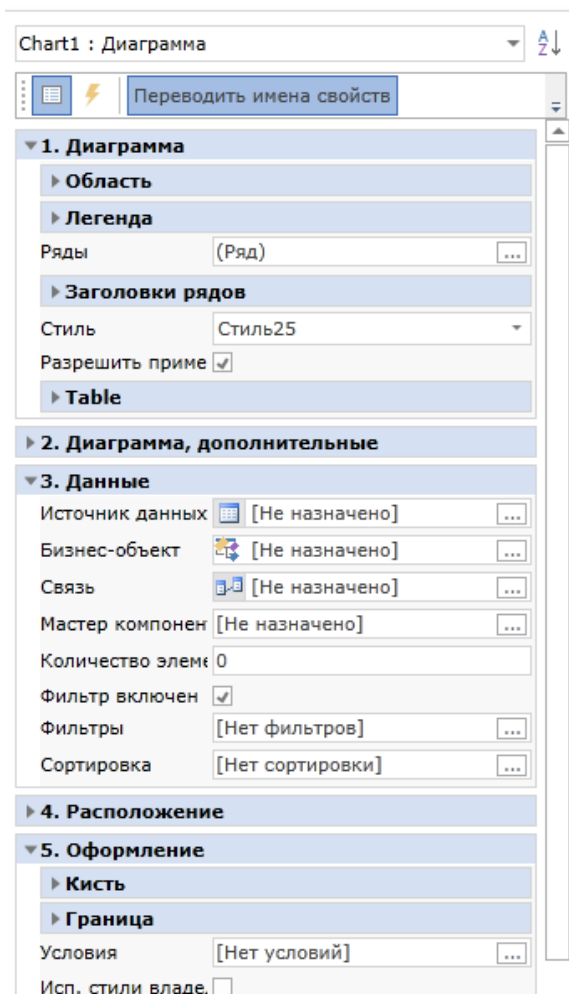 Chart1 : Диаграмма
A
Z
Переводить имена свойств
1. Диаграмма
Область
Легенда
Ряды (Ряд) ...
Заголовки рядов
Стиль Стиль25
Разрешить приме
Table
2. Диаграмма, дополнительные
3. Данные
Источник данных [Не назначено] ...
Бизнес-объект [Не назначено] ...
Связь [Не назначено] ...
Мастер компонен [Не назначено] ...
Количество элеме 0
Фильтр включен
Фильтры [Нет фильтров] ...
Сортировка [Нет сортировки] ...
4. Расположение
5. Оформление
Кисть
Граница
Условия [Нет условий] ...
Исп. стили владе.